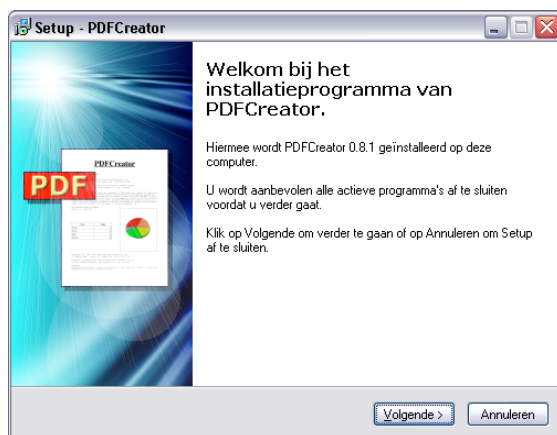 Setup - PDFCreator
Welkom bij het
installatieprogramma van
PDFCreator.
Hiermee wordt PDFCreator 0.8.1 geïnstalleerd op deze
computer.
U wordt aanbevolen alle actieve programma's af te sluiten
voordat u verder gaat.
Klik op Volgende om verder te gaan of op Annuleren om Setup
af te sluiten.
PDFCreator
PDF
Volgende >
Annuleren